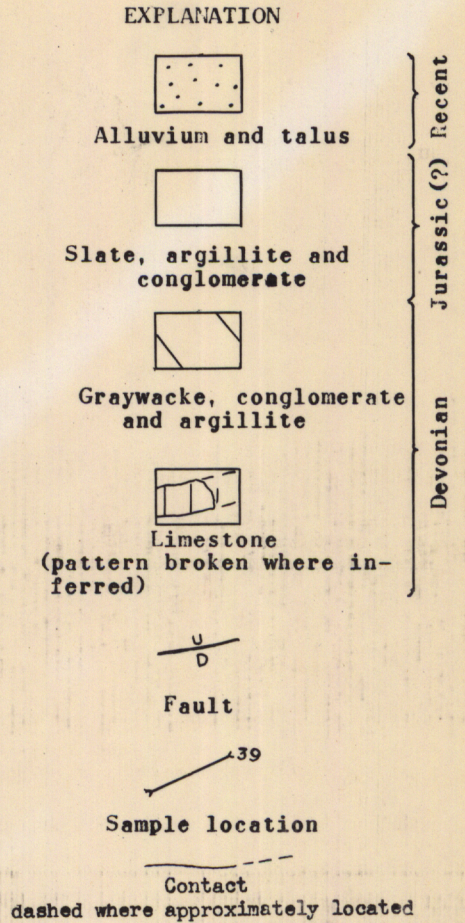 EXPLANATION
Alluvium and talus
Recent
Slate, argillite and
conglomerate
Jurassic(?)
Graywacke, conglomerate
and argillite
Limestone
(pattern broken where in-
ferred)
Devonian
U
D
Fault
39
Sample location
Contact
dashed where approximately located